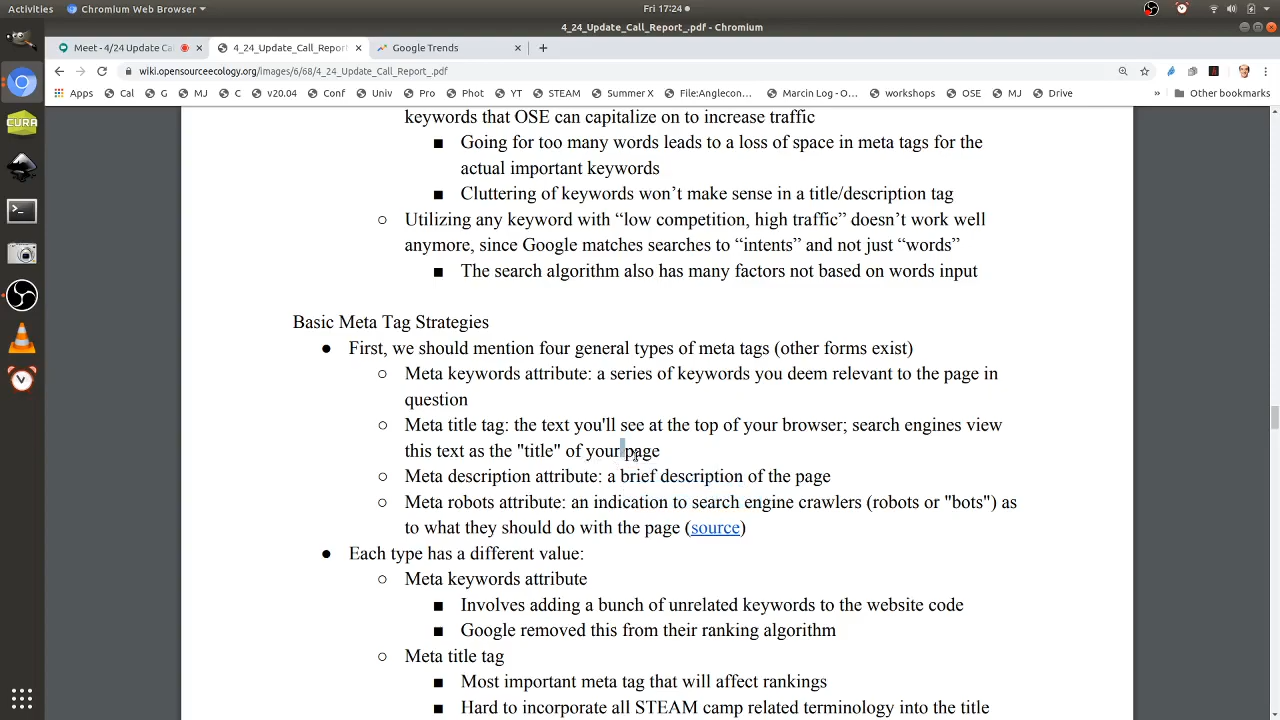 Activities
Chromium Web Browser
Fri 17:24
4_24_Update_Call_Report_.pdf - Chromium
Meet - 4/24 Update Ca
4_24_Update_Call_Report
Google Trends
wiki.opensourceecology.org/images/6/68/4_24_Update_Call_Report_.pdf
Apps Cal G MJ C v20.04 Conf Univ Pro Phot YT STEAM Summer X File:Anglecon... Marcin Log - O... workshops OSE MJ Drive » Other bookmarks
keywords that OSE can capitalize on to increase traffic
■ Going for too many words leads to a loss of space in meta tags for the
actual important keywords
■ Cluttering of keywords won’t make sense in a title/description tag
○ Utilizing any keyword with “low competition, high traffic” doesn’t work well
anymore, since Google matches searches to “intents” and not just “words”
■ The search algorithm also has many factors not based on words input
Basic Meta Tag Strategies
● First, we should mention four general types of meta tags (other forms exist)
○ Meta keywords attribute: a series of keywords you deem relevant to the page in
question
○ Meta title tag: the text you'll see at the top of your browser; search engines view
this text as the "title" of your page
○ Meta description attribute: a brief description of the page
○ Meta robots attribute: an indication to search engine crawlers (robots or "bots") as
to what they should do with the page (source)
● Each type has a different value:
○ Meta keywords attribute
■ Involves adding a bunch of unrelated keywords to the website code
■ Google removed this from their ranking algorithm
○ Meta title tag
■ Most important meta tag that will affect rankings
■ Hard to incorporate all STEAM camp related terminology into the title
CURA